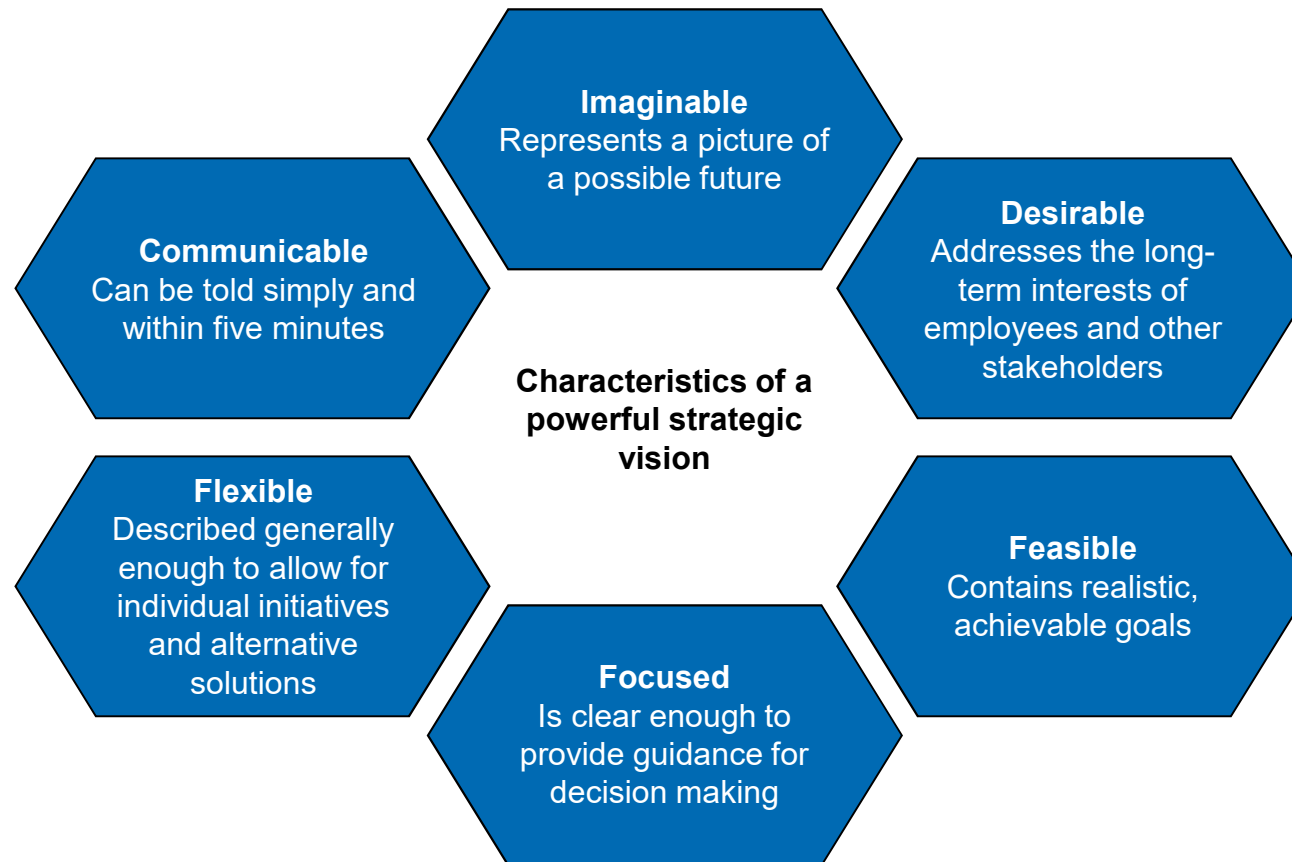 Imaginable
Represents a picture of
a possible future
Desirable
Addresses the long-
term interests of
employees and other
stakeholders
Communicable
Can be told simply and
within five minutes
Characteristics of a
powerful strategic
vision
Flexible
Described generally
enough to allow for
individual initiatives
and alternative
solutions
Feasible
Contains realistic,
achievable goals
Focused
Is clear enough to
provide guidance for
decision making